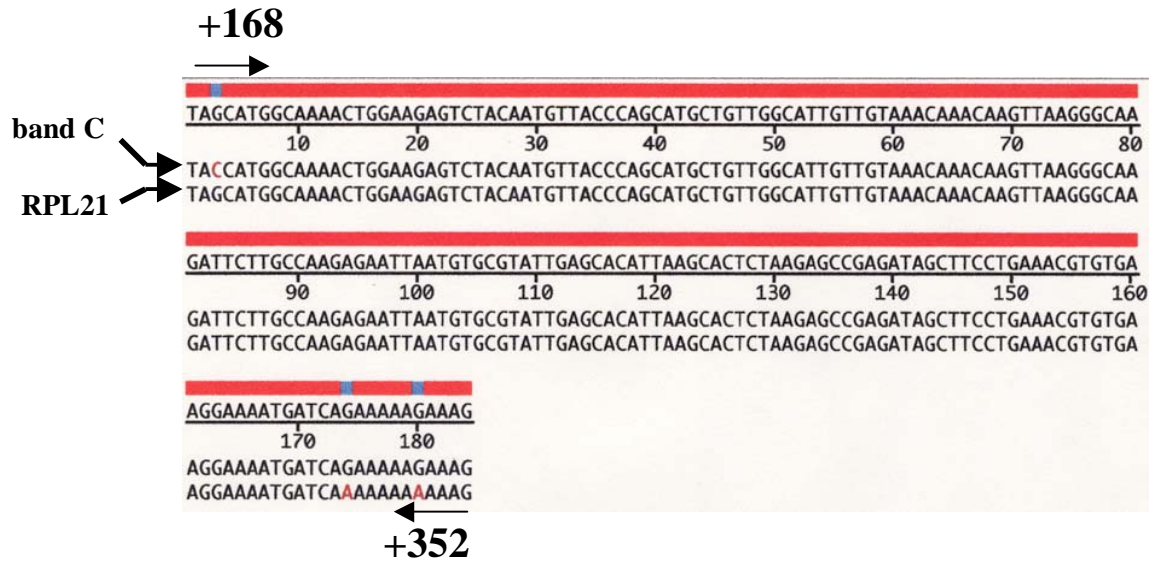 +168
TAGCATGGCAAAACTGGAAGAGTCTACAATGTTACCCAGCATGCTGTTGGCATTGTTGTAAACAAACAAGTTAAGGGCAA
10 20 30 40 50 60 70 80
band C
TACCATGGCAAAACTGGAAGAGTCTACAATGTTACCCAGCATGCTGTTGGCATTGTTGTAAACAAACAAGTTAAGGGCAA
RPL21
TAGCATGGCAAAACTGGAAGAGTCTACAATGTTACCCAGCATGCTGTTGGCATTGTTGTAAACAAACAAGTTAAGGGCAA
GATTCTTGCCAAGAGAATTAATGTGCGTATTGAGCACATTAAGCACTCTAAGAGCCGAGATAGCTTCCTGAAACGTGTGA
90 100 110 120 130 140 150 160
GATTCTTGCCAAGAGAATTAATGTGCGTATTGAGCACATTAAGCACTCTAAGAGCCGAGATAGCTTCCTGAAACGTGTGA
GATTCTTGCCAAGAGAATTAATGTGCGTATTGAGCACATTAAGCACTCTAAGAGCCGAGATAGCTTCCTGAAACGTGTGA
AGGAAAATGATCAGAAAAAGAAAG
170 180
AGGAAAATGATCAGAAAAAGAAAG
AGGAAAATGATCAAAAAAAAAAAG
+352